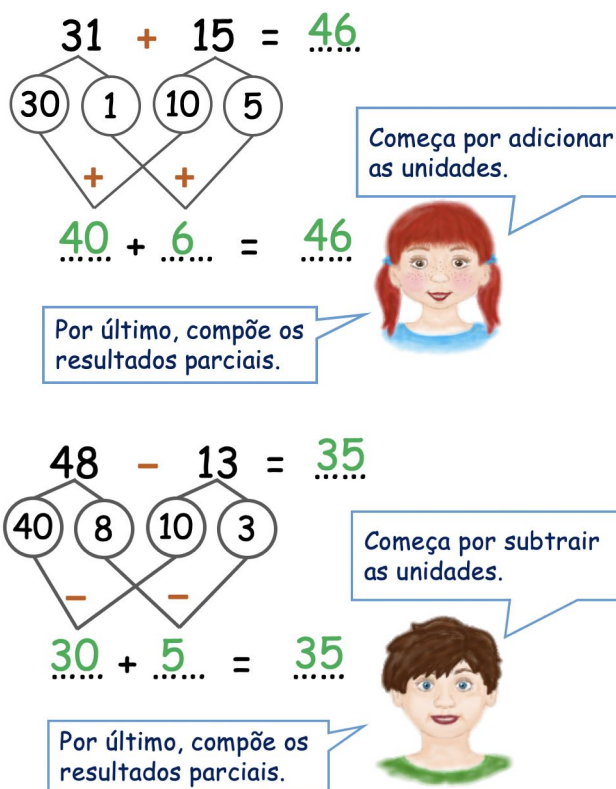 31 + 15 = 46
30 1 10 5
+ +
Começa por adicionar
as unidades.
40 + 6 = 46
Por último, compõe os
resultados parciais.
48 - 13 = 35
40 8 10 3
- -
Começa por subtrair
as unidades.
30 + 5 = 35
Por último, compõe os
resultados parciais.